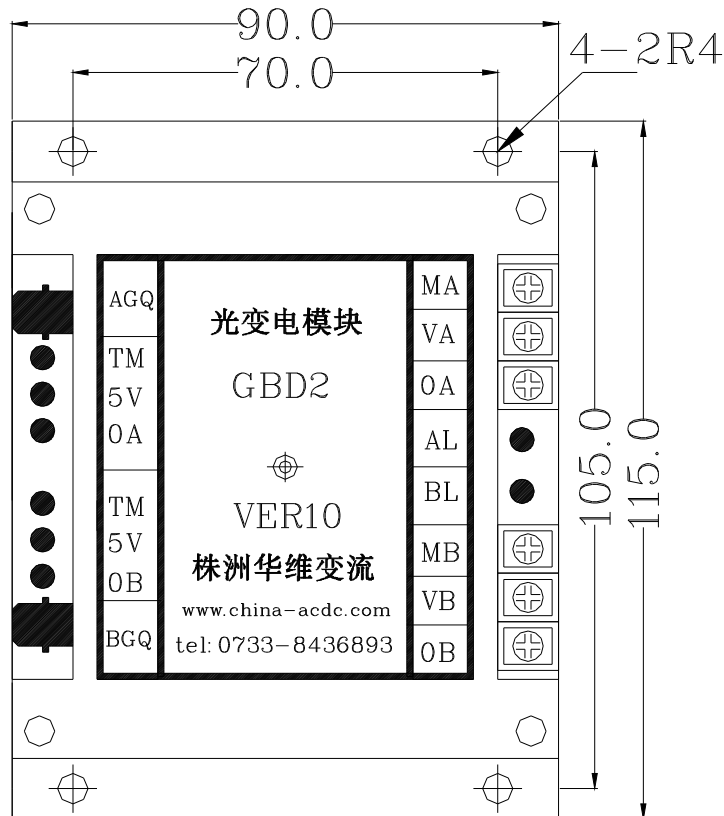 90.0
70.0
4-2R4
AGQ
TM
5V
0A
TM
5V
0B
BGQ
光变电模块
GBD2
VER10
株洲华维变流
www.china-acdc.com
tel: 0733-8436893
MA
VA
0A
AL
BL
MB
VB
0B
105.0
115.0